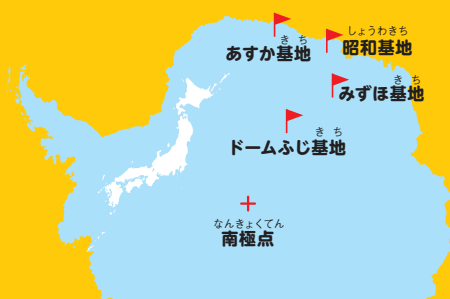 きち
あすか基地
しょうわきち
昭和基地
きち
みずほ基地
きち
ドームふじ基地
なんきょくてん
南極点